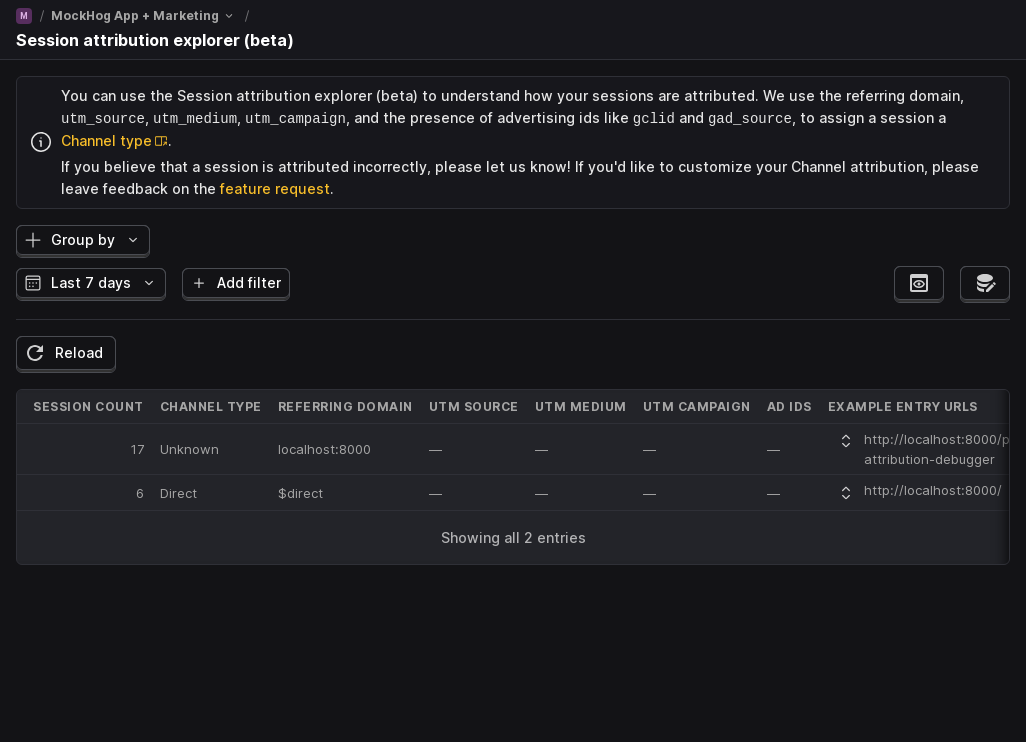 M / MockHog App + Marketing /
Session attribution explorer (beta)
You can use the Session attribution explorer (beta) to understand how your sessions are attributed. We use the referring domain,
utm_source, utm_medium, utm_campaign, and the presence of advertising ids like gclid and gad_source, to assign a session a
Channel type.
If you believe that a session is attributed incorrectly, please let us know! If you'd like to customize your Channel attribution, please
leave feedback on the feature request.
Group by
Last 7 days
Add filter
Reload
SESSION COUNT CHANNEL TYPE REFERRING DOMAIN UTM SOURCE UTM MEDIUM UTM CAMPAIGN AD IDS EXAMPLE ENTRY URLS
17 Unknown localhost:8000 — — — — http://localhost:8000/p
attribution-debugger
6 Direct $direct — — — — http://localhost:8000/
Showing all 2 entries